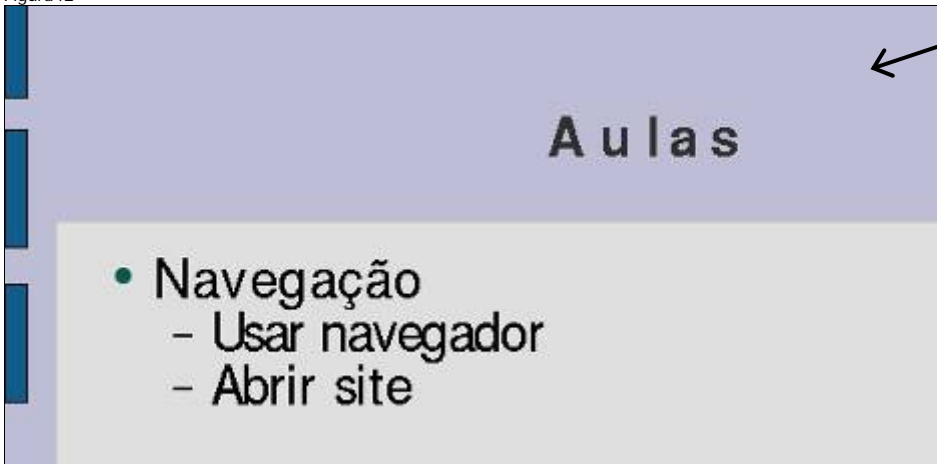 Aulas
• Navegação
– Usar navegador
– Abrir site